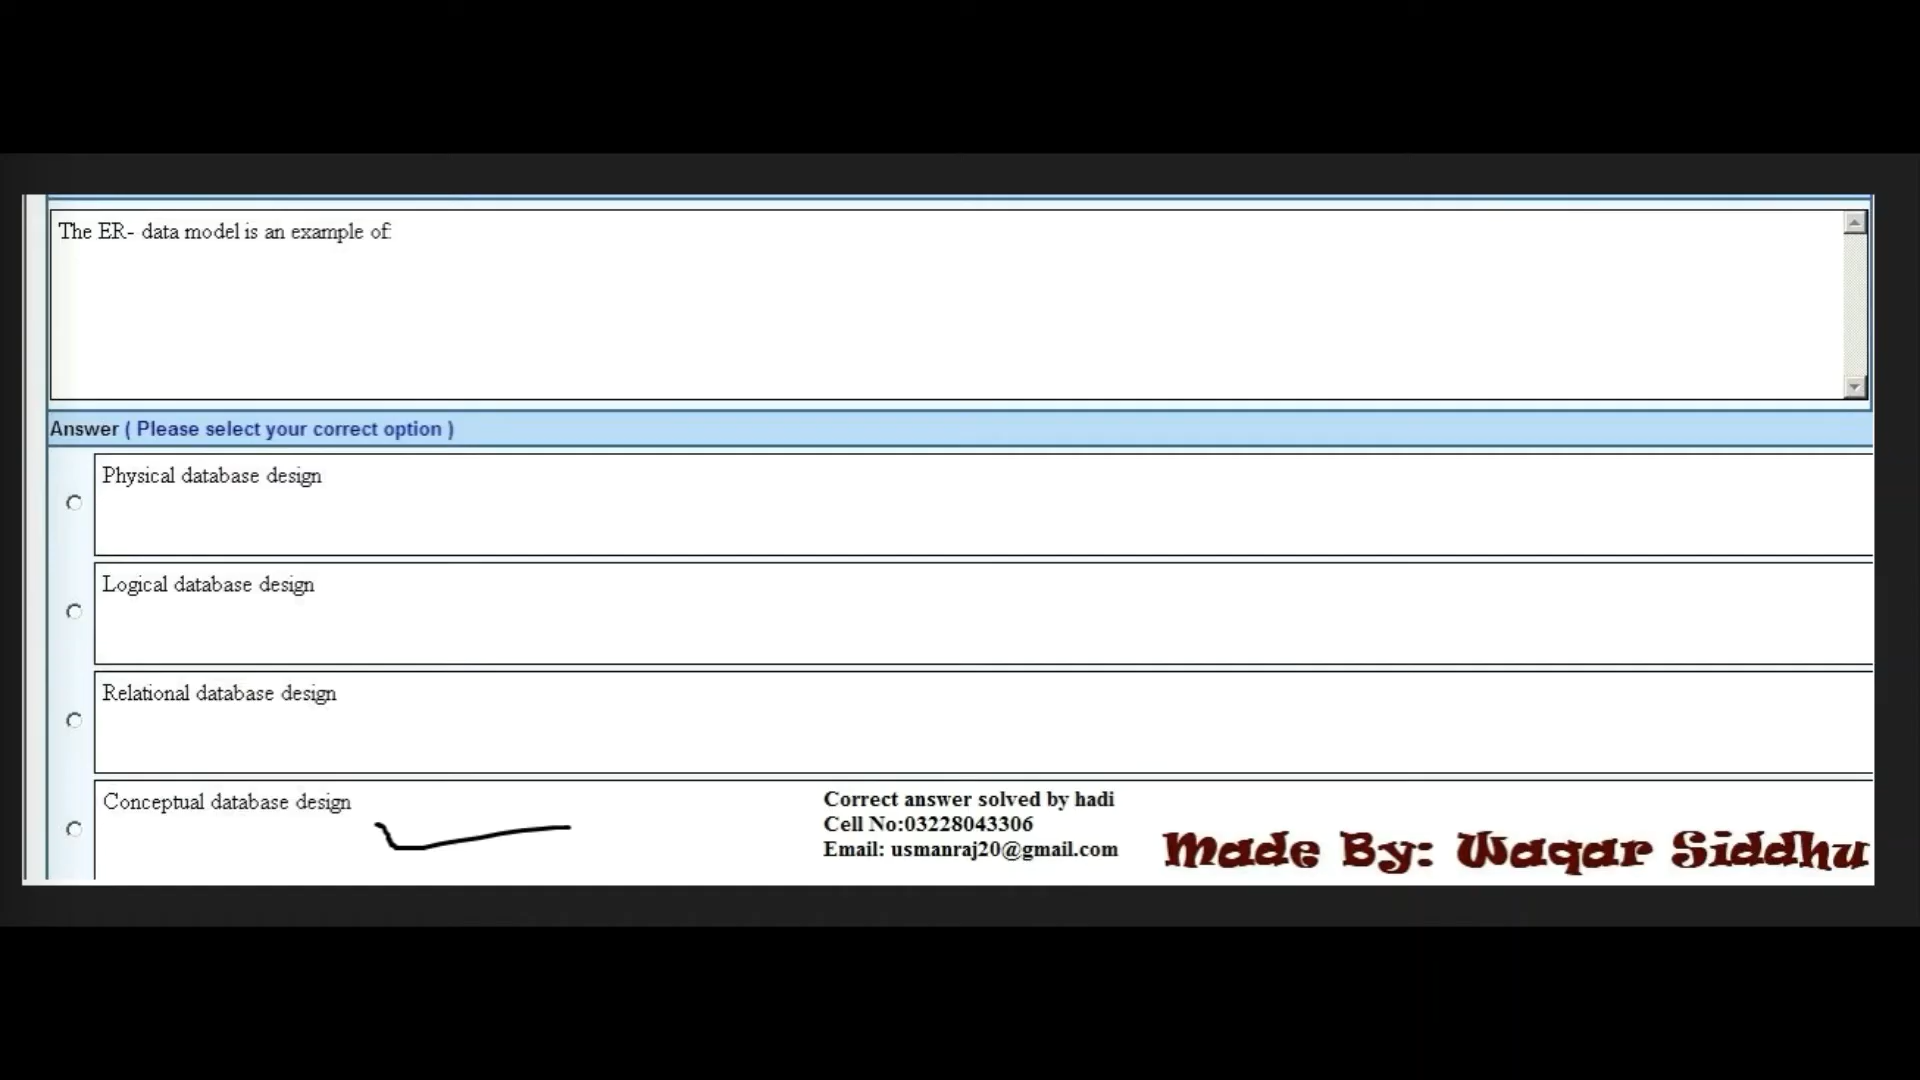 The ER- data model is an example of:
Answer ( Please select your correct option )
Physical database design
Logical database design
Relational database design
Conceptual database design
Correct answer solved by hadi
Cell No:03228043306
Email: usmanraj20@gmail.com
Made By: Waqar Siddhu